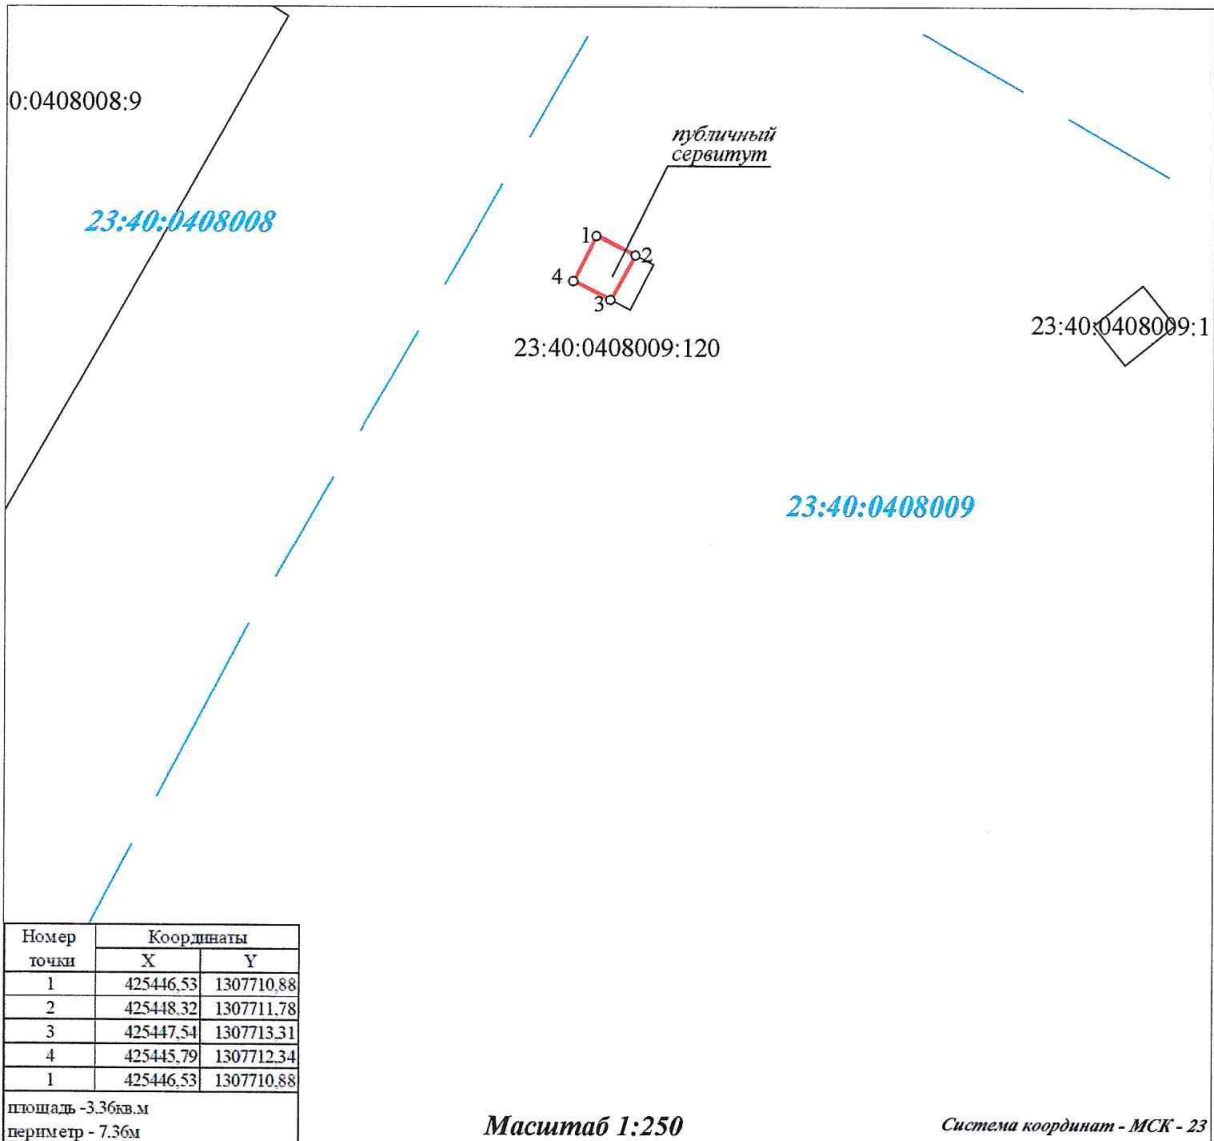 0:0408008:9
публичный
сервитут
23:40:0408008
1
2
4
3
23:40:0408009:1
23:40:0408009:120
23:40:0408009
Номер точки Координаты
X Y
1 425446,53 1307710,88
2 425448,32 1307711,78
3 425447,54 1307713,31
4 425445,79 1307712,34
1 425446,53 1307710,88
площадь -3.36кв.м
периметр - 7.36м
Масштаб 1:250
Система координат - МСК - 23